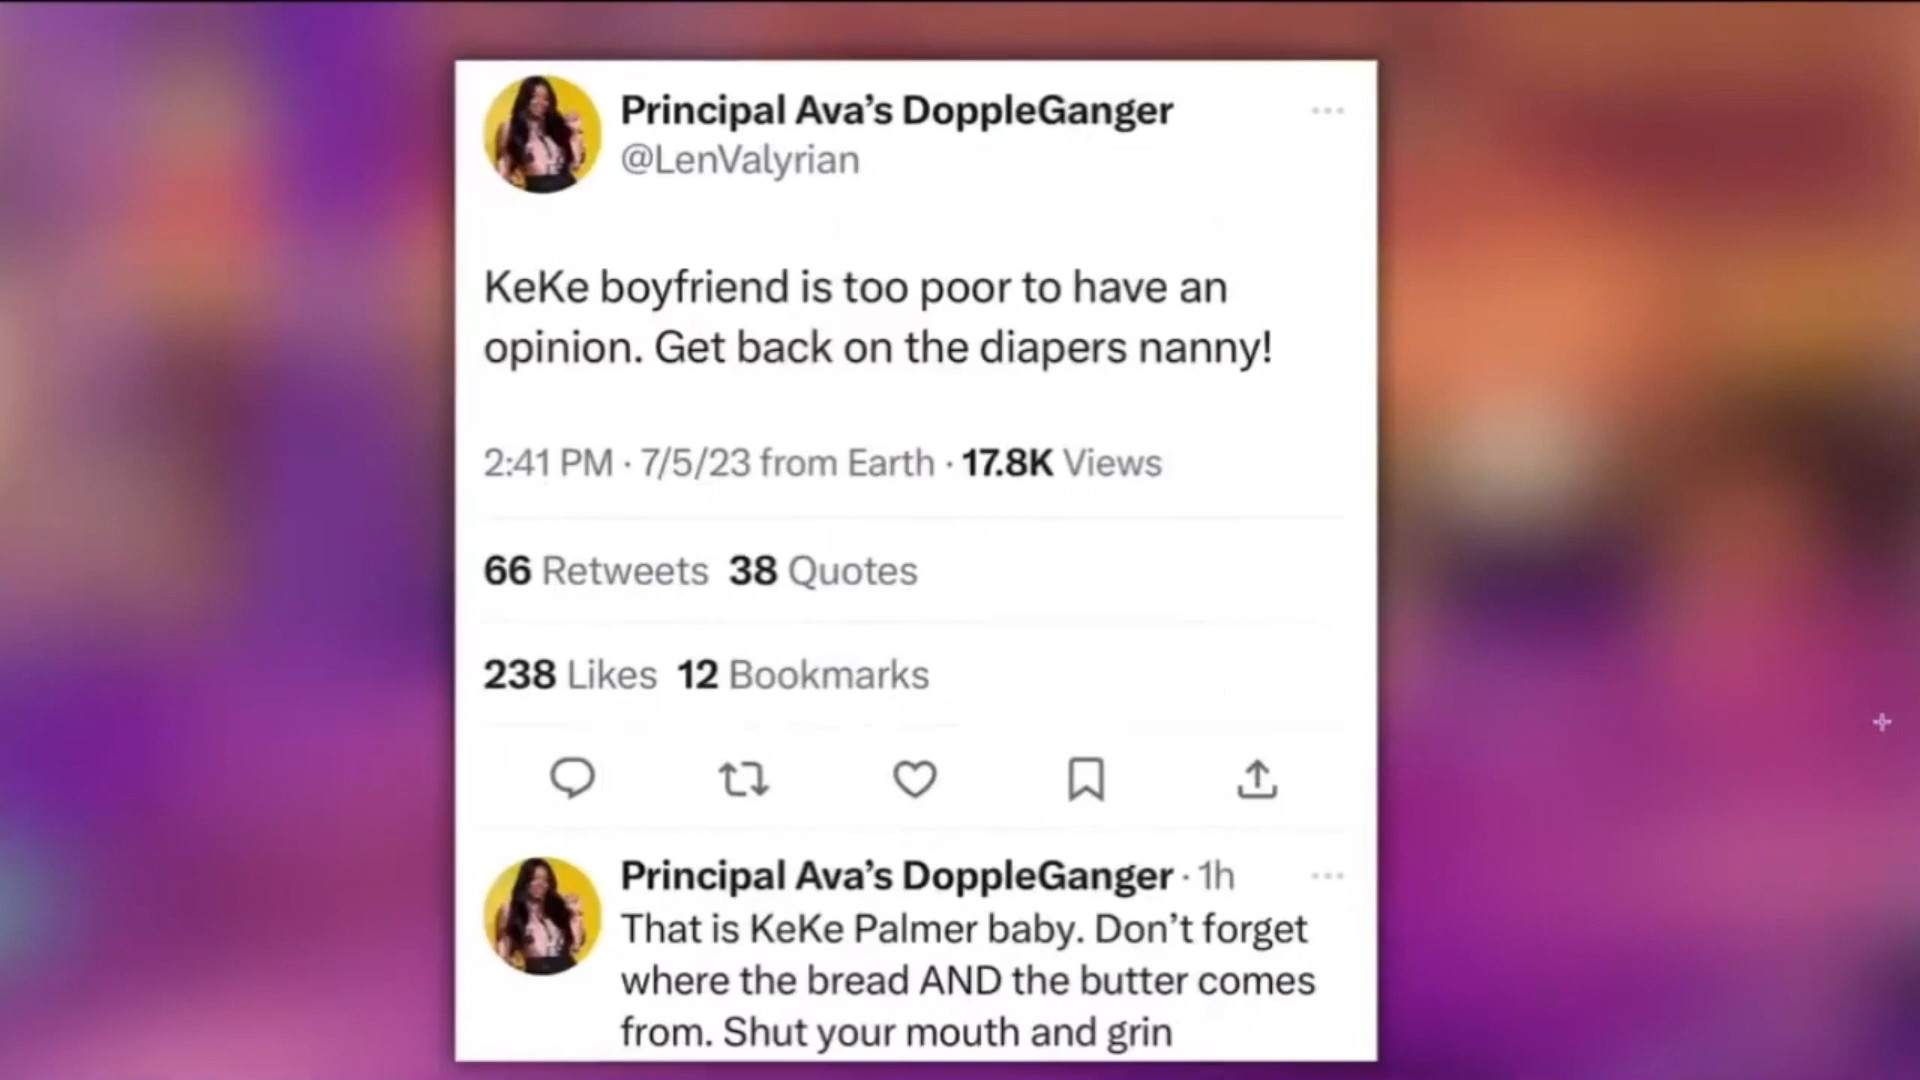 Principal Ava’s DoppleGanger
@LenValyrian
KeKe boyfriend is too poor to have an
opinion. Get back on the diapers nanny!
2:41 PM · 7/5/23 from Earth · 17.8K Views
66 Retweets 38 Quotes
238 Likes 12 Bookmarks
Principal Ava’s DoppleGanger · 1h
That is KeKe Palmer baby. Don’t forget
where the bread AND the butter comes
from. Shut your mouth and grin